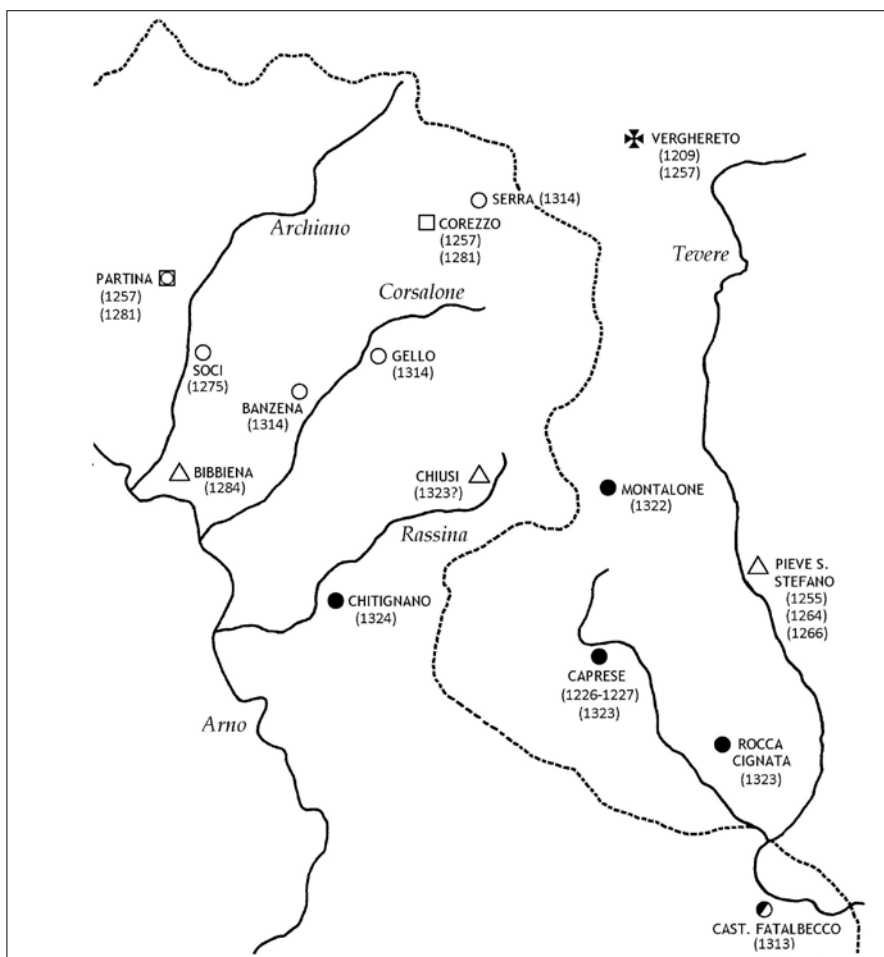 VERGHERETO
(1209)
(1257)
SERRA (1314)
COREZZO
(1257)
(1281)
Archiano
Tevere
PARTINA
(1257)
(1281)
Corsalone
SOCI
(1275)
GELLO
(1314)
BANZENA
(1314)
BIBBIENA
(1284)
CHIUSI
(1323?)
MONTALONE
(1322)
Rassina
PIEVE S.
STEFANO
(1255)
(1264)
(1266)
CHITIGNANO
(1324)
CAPRESE
(1226-1227)
(1323)
Arno
ROCCA
CIGNATA
(1323)
CAST. FATALBECCO
(1313)